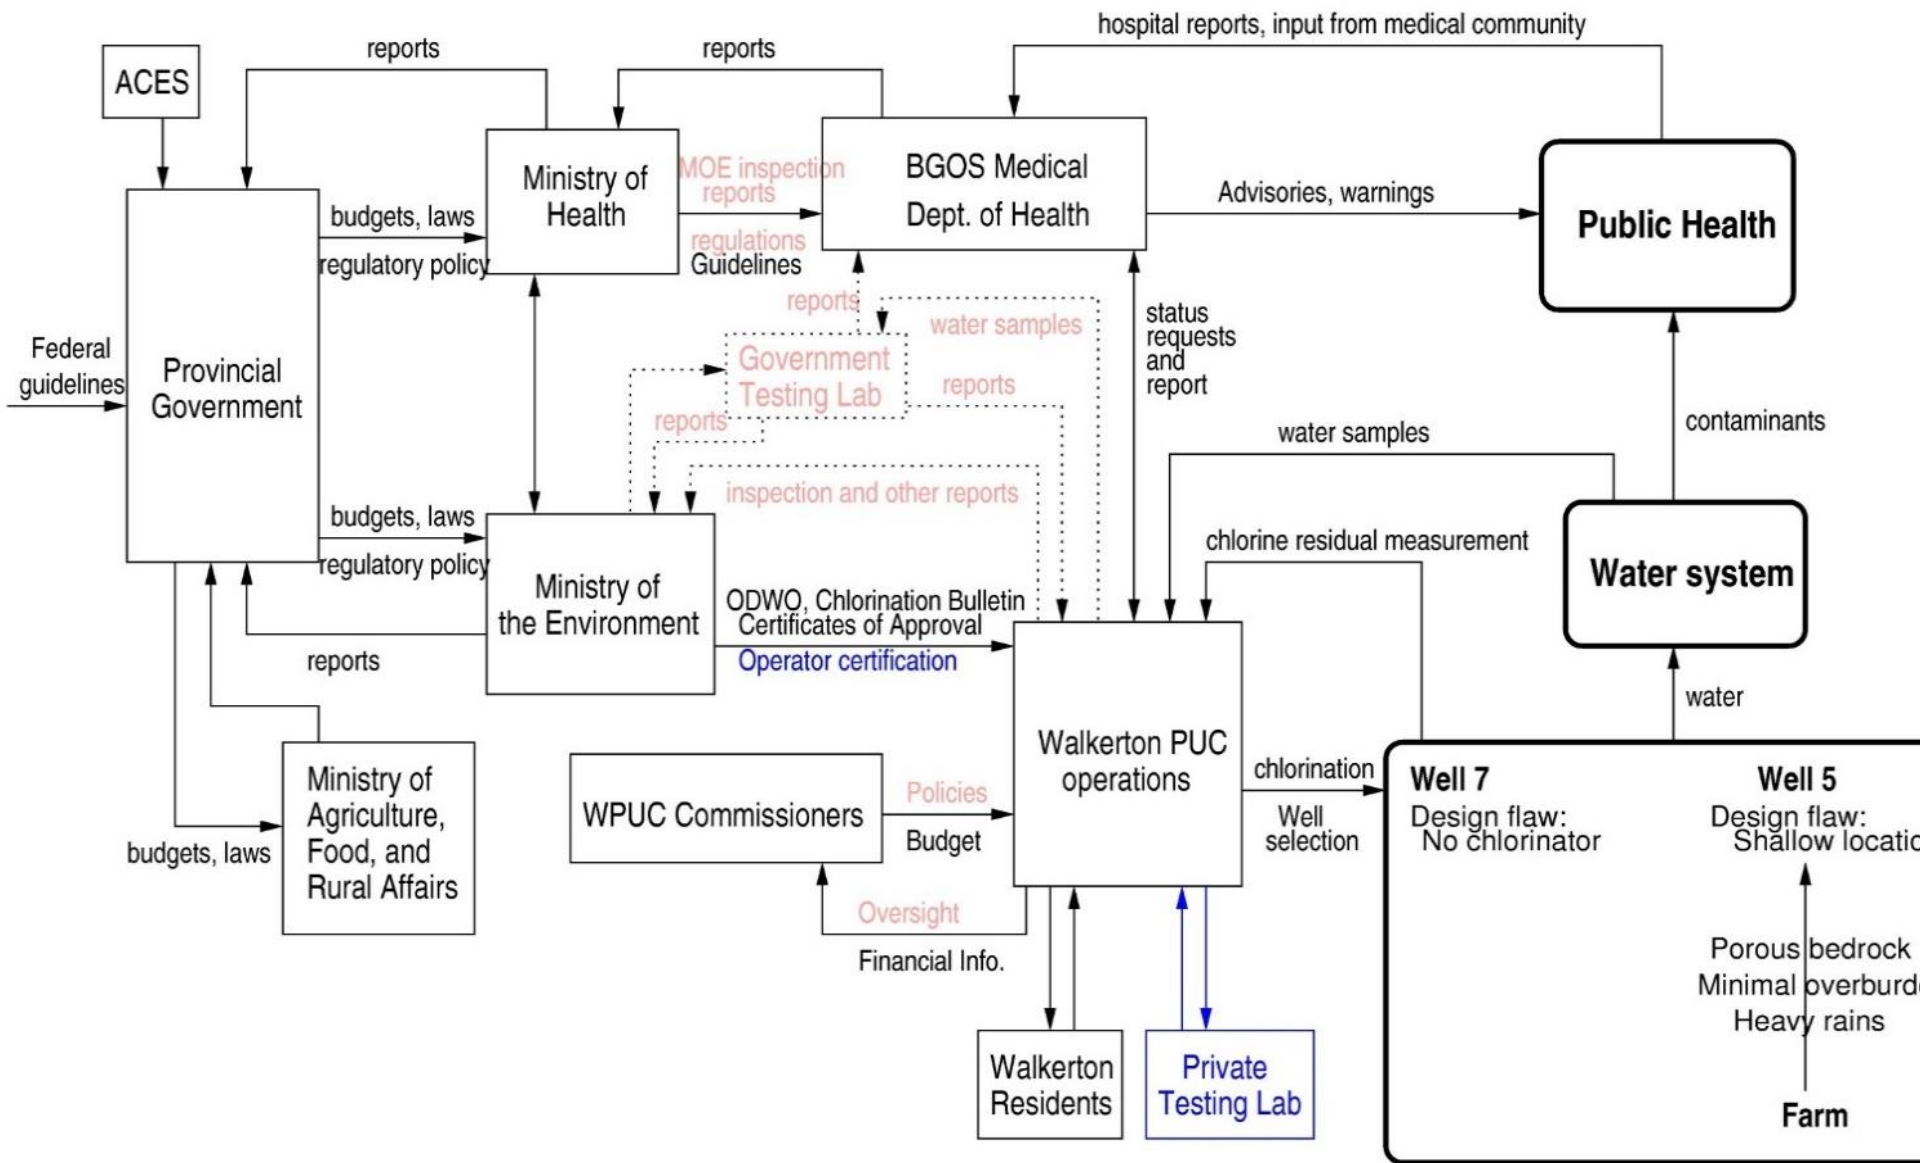 hospital reports, input from medical community
reports
reports
ACES
Ministry of
Health
MOE inspection
reports
regulations
Guidelines
BGOS Medical
Dept. of Health
Advisories, warnings
Public Health
budgets, laws
regulatory policy
Federal
guidelines
Provincial
Government
reports
water samples
status
requests
and
report
Government
Testing Lab
reports
reports
contaminants
water samples
inspection and other reports
budgets, laws
regulatory policy
chlorine residual measurement
Water system
Ministry of
the Environment
ODWO, Chlorination Bulletin
Certificates of Approval
Operator certification
reports
water
Walkerton PUC
operations
chlorination
Well
selection
Well 7
Design flaw:
No chlorinator
Well 5
Design flaw:
Shallow locatio
Ministry of
Agriculture,
Food, and
Rural Affairs
budgets, laws
WPUC Commissioners
Policies
Budget
Oversight
Financial Info.
Porous bedrock
Minimal overburd
Heavy rains
Walkerton
Residents
Private
Testing Lab
Farm